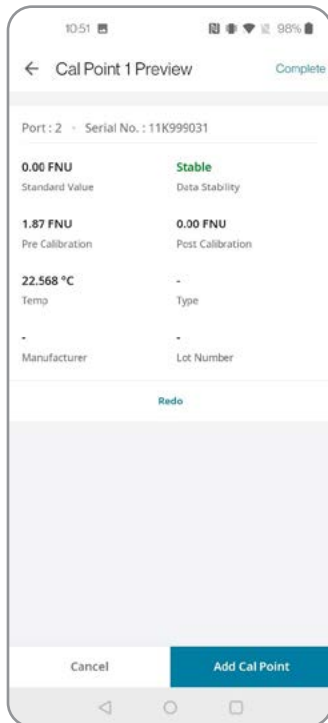 10:51 98%
Cal Point 1 Preview Complete
Port : 2 · Serial No. : 11K999031
0.00 FNU Stable
Standard Value Data Stability
1.87 FNU 0.00 FNU
Pre Calibration Post Calibration
22.568 °C -
Temp Type
- -
Manufacturer Lot Number
Redo
Cancel Add Cal Point